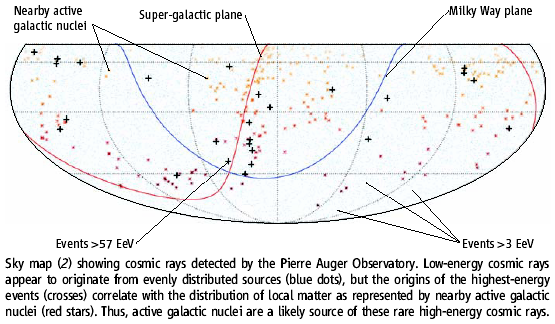 Nearby active
galactic nuclei
Super-galactic plane
Milky Way plane
Events >57 EeV
Events >3 EeV
Sky map (2) showing cosmic rays detected by the Pierre Auger Observatory. Low-energy cosmic rays
appear to originate from evenly distributed sources (blue dots), but the origins of the highest-energy
events (crosses) correlate with the distribution of local matter as represented by nearby active galactic
nuclei (red stars). Thus, active galactic nuclei are a likely source of these rare high-energy cosmic rays.